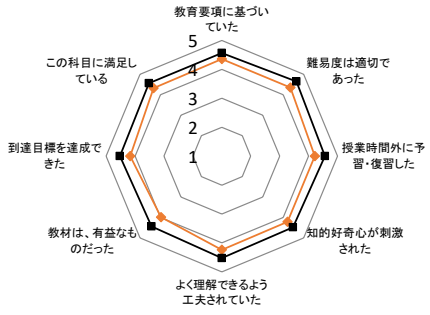 教育要項に基づい
ていた
難易度は適切で
あった
授業時間外に予
習・復習した
知的好奇心が刺激
された
よく理解できるよう
工夫されていた
教材は、有益なも
のだった
到達目標を達成で
きた
この科目に満足し
ている
5
4
3
2
1